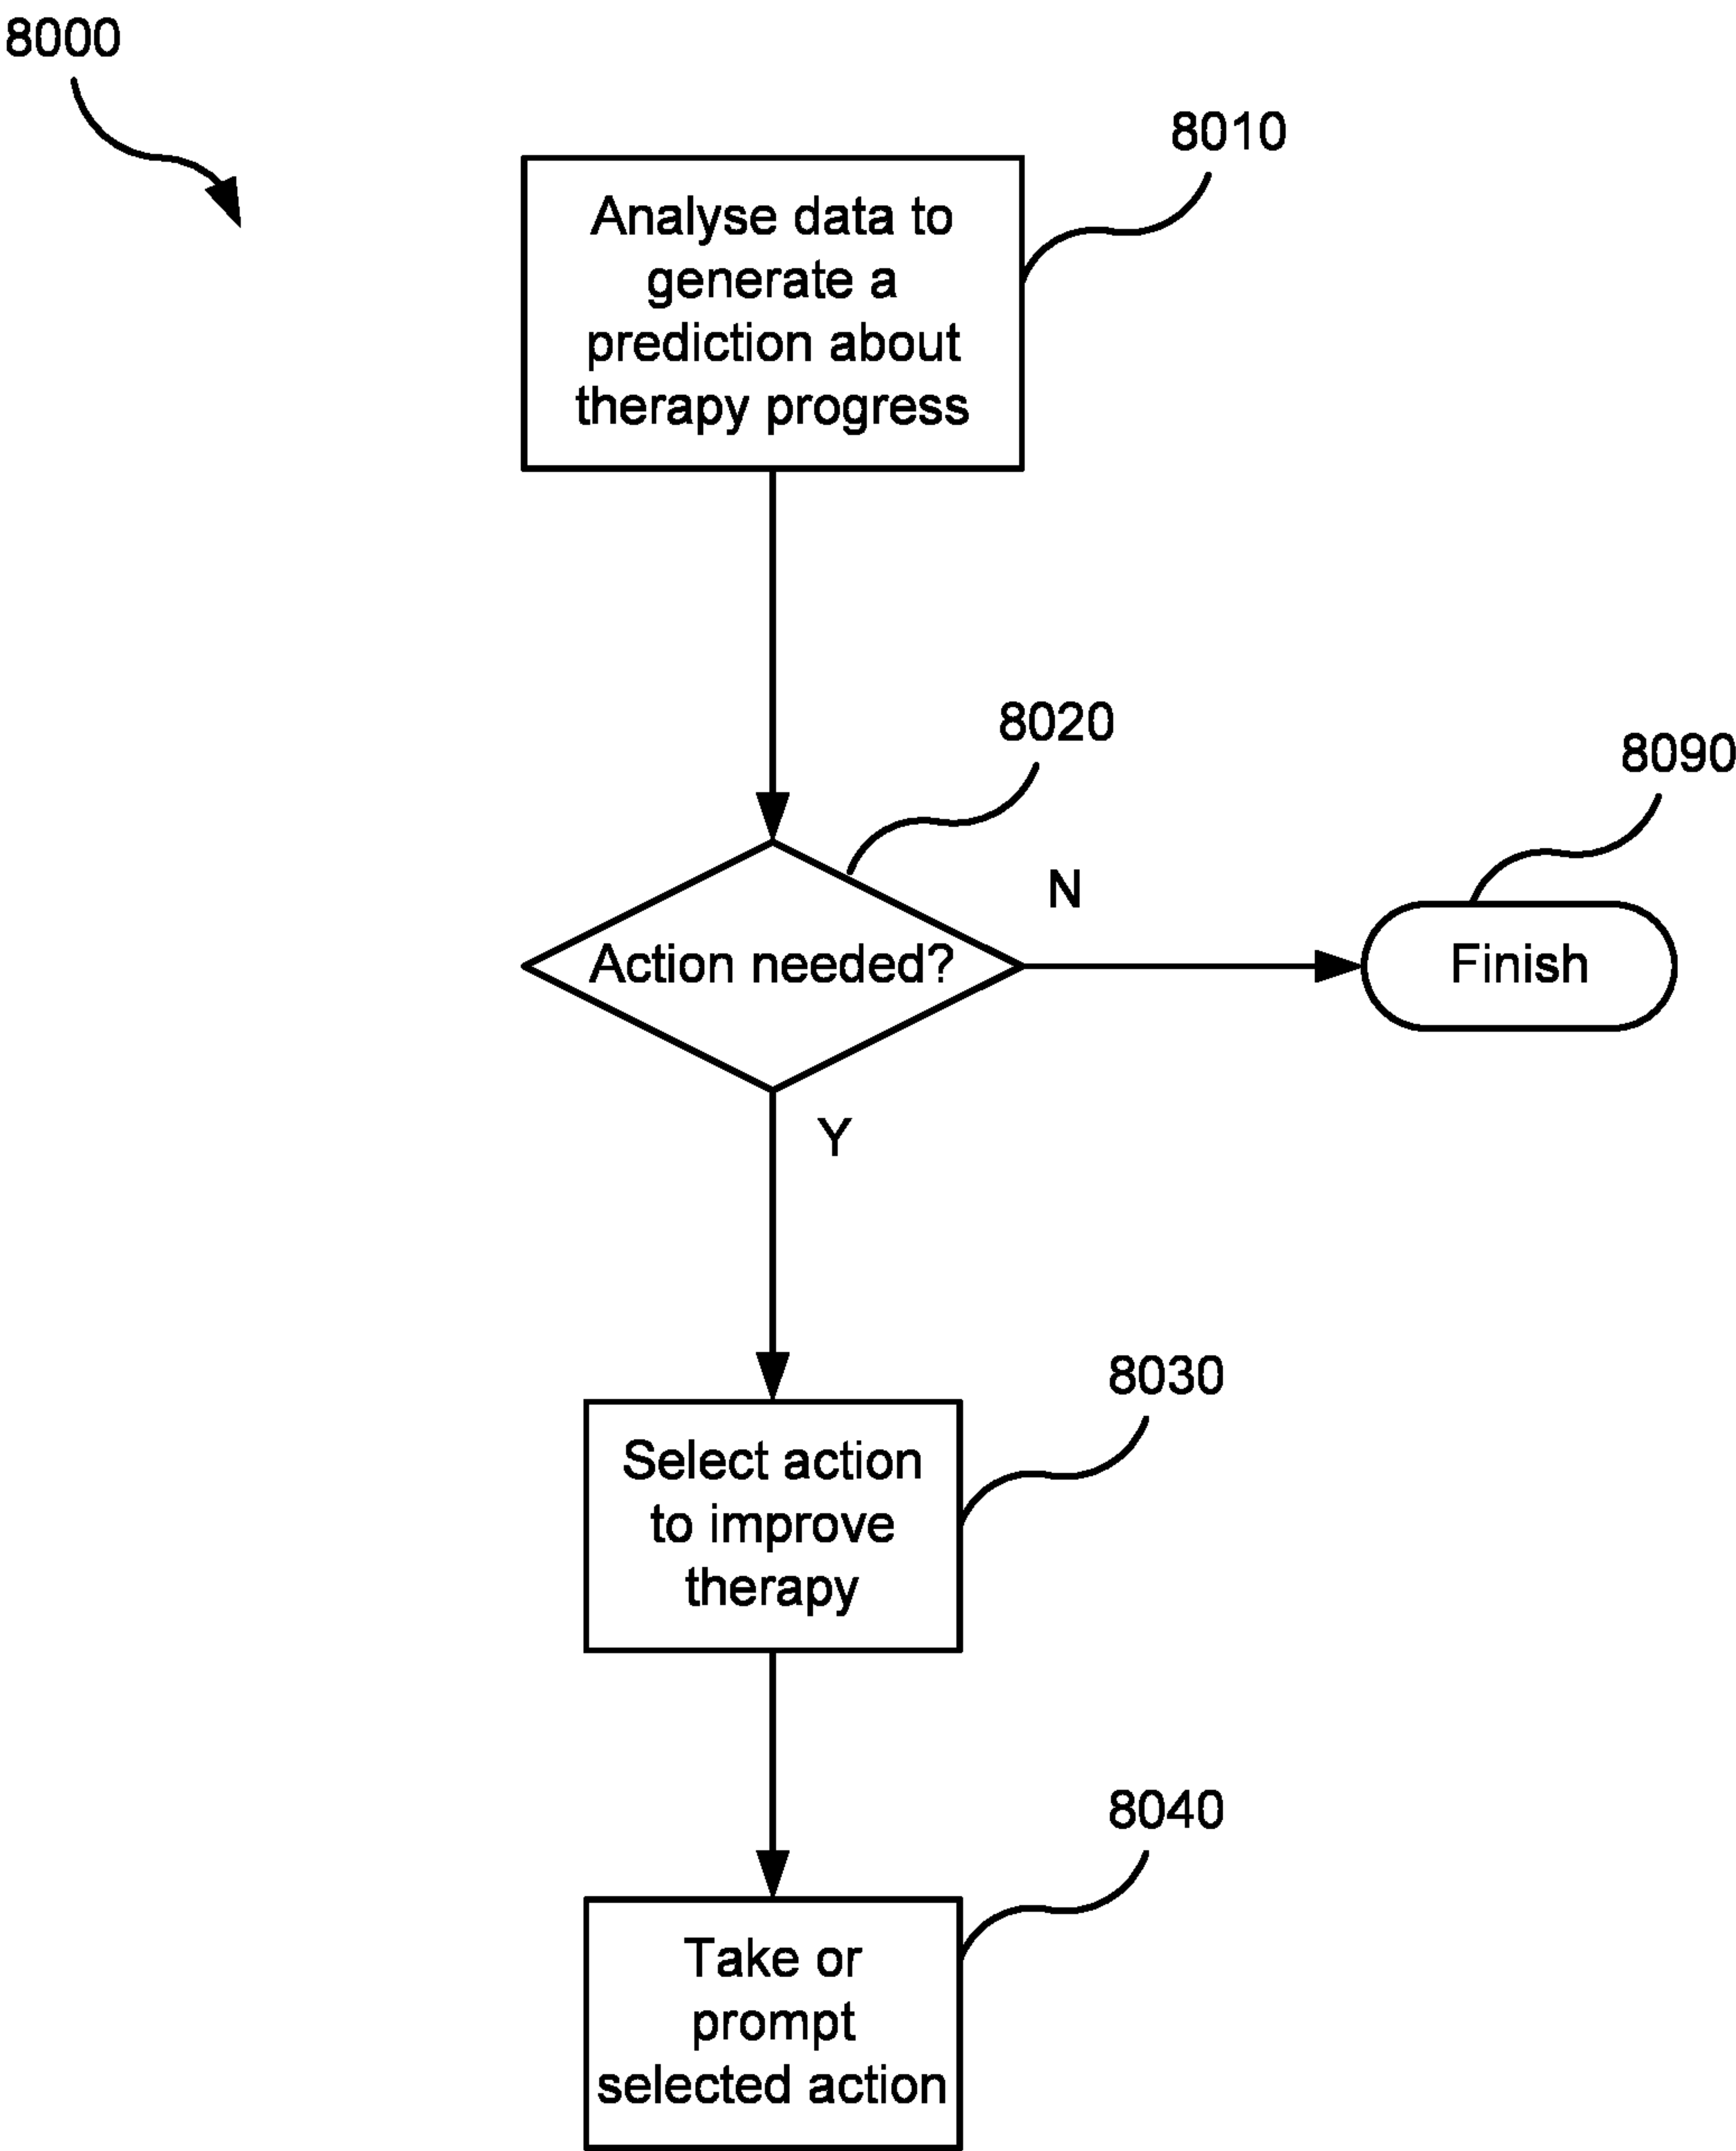 8000
8010
Analyse data to
generate a
prediction about
therapy progress
8020
8090
N
Action needed?
Finish
Y
8030
Select action
to improve
therapy
8040
Take or
prompt
selected action